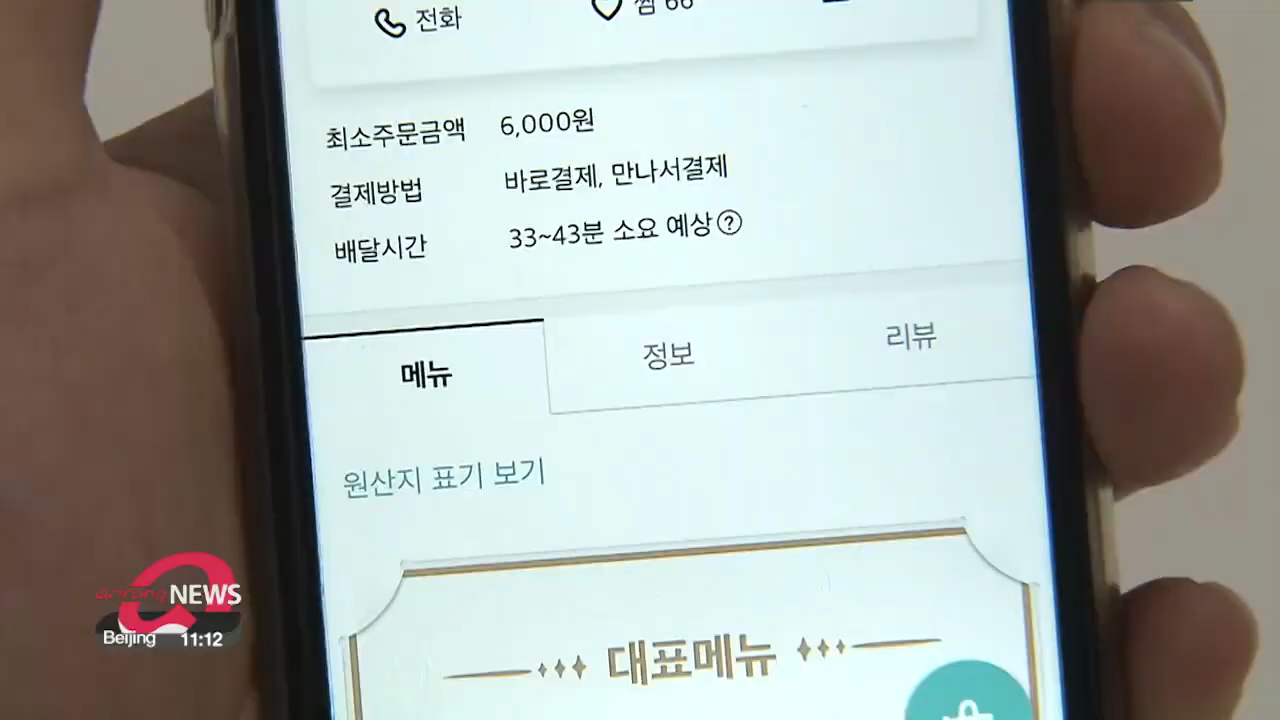 전화 찜 66
최소주문금액 6,000원
결제방법 바로결제, 만나서결제
배달시간 33~43분 소요 예상?
메뉴 정보 리뷰
원산지 표기 보기
대표메뉴
arirang NEWS
Beijing 11:12